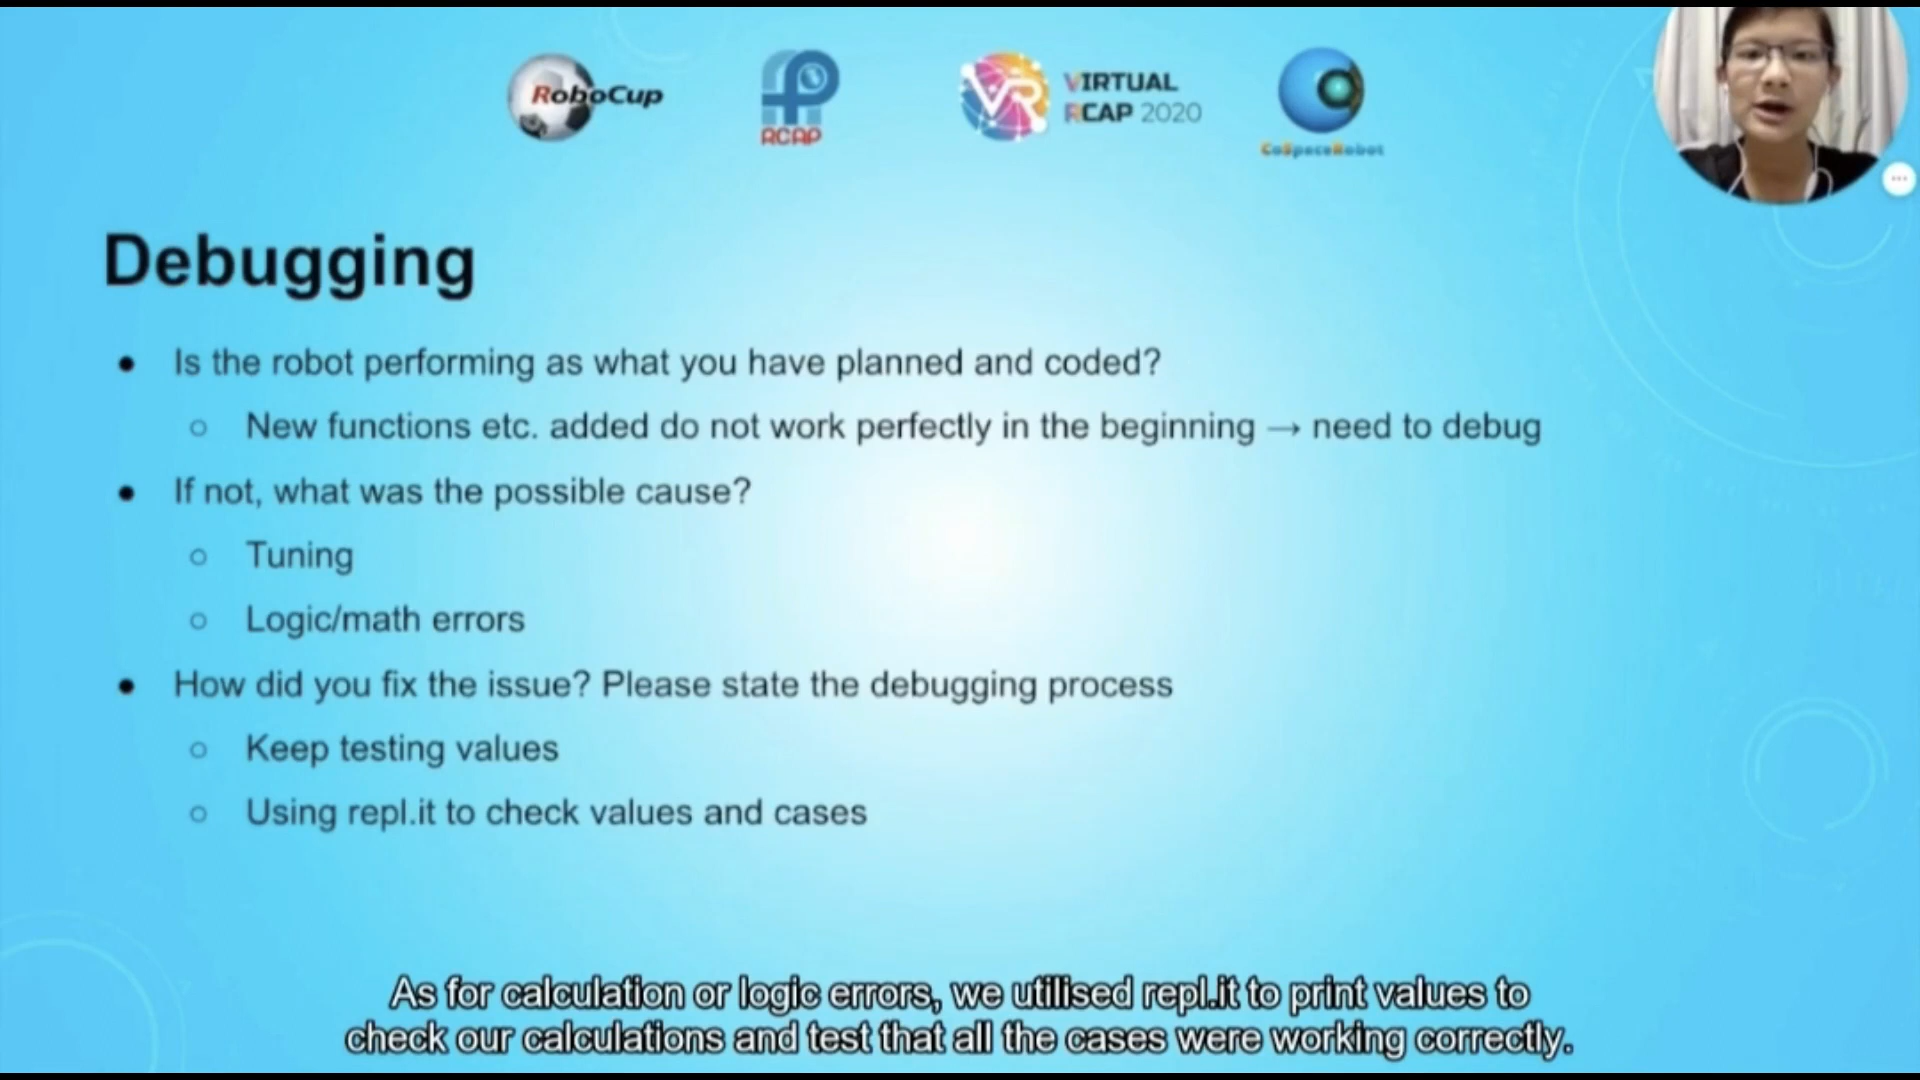 RoboCup
RCAP
VIRTUAL
RCAP 2020
CoSpaceRobot
Debugging
● Is the robot performing as what you have planned and coded?
○ New functions etc. added do not work perfectly in the beginning → need to debug
● If not, what was the possible cause?
○ Tuning
○ Logic/math errors
● How did you fix the issue? Please state the debugging process
○ Keep testing values
○ Using repl.it to check values and cases
As for calculation or logic errors, we utilised repl.it to print values to
check our calculations and test that all the cases were working correctly.